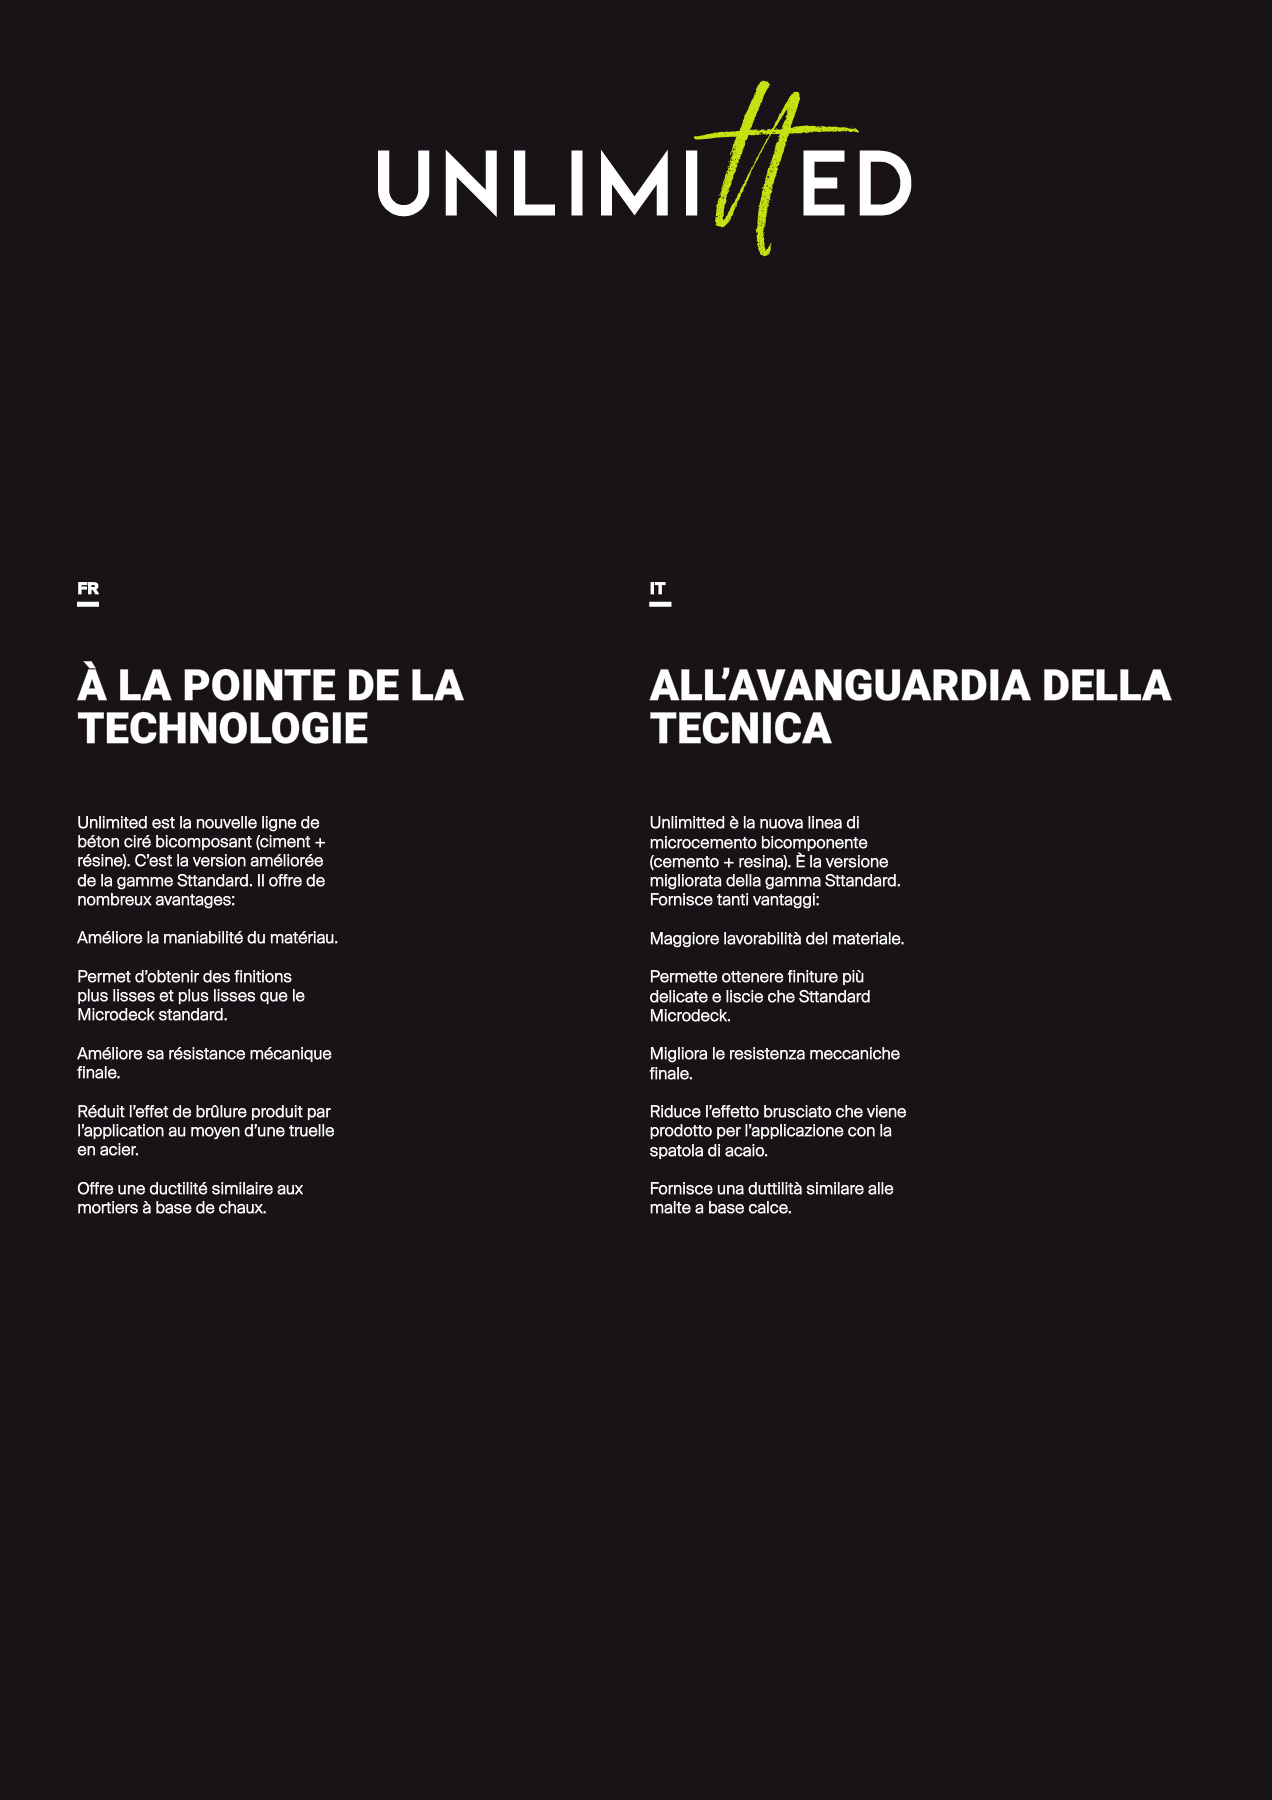 UNLIMITTED
FR
À LA POINTE DE LA
TECHNOLOGIE
Unlimited est la nouvelle ligne de
béton ciré bicomposant (ciment +
résine). C’est la version améliorée
de la gamme Sttandard. Il offre de
nombreux avantages:
Améliore la maniabilité du matériau.
Permet d’obtenir des finitions
plus lisses et plus lisses que le
Microdeck standard.
Améliore sa résistance mécanique
finale.
Réduit l’effet de brûlure produit par
l’application au moyen d’une truelle
en acier.
Offre une ductilité similaire aux
mortiers à base de chaux.
IT
ALL’AVANGUARDIA DELLA
TECNICA
Unlimitted è la nuova linea di
microcemento bicomponente
(cemento + resina). È la versione
migliorata della gamma Sttandard.
Fornisce tanti vantaggi:
Maggiore lavorabilità del materiale.
Permette ottenere finiture più
delicate e liscie che Sttandard
Microdeck.
Migliora le resistenza meccaniche
finale.
Riduce l’effetto brusciato che viene
prodotto per l’applicazione con la
spatola di acaio.
Fornisce una duttilità similare alle
malte a base calce.